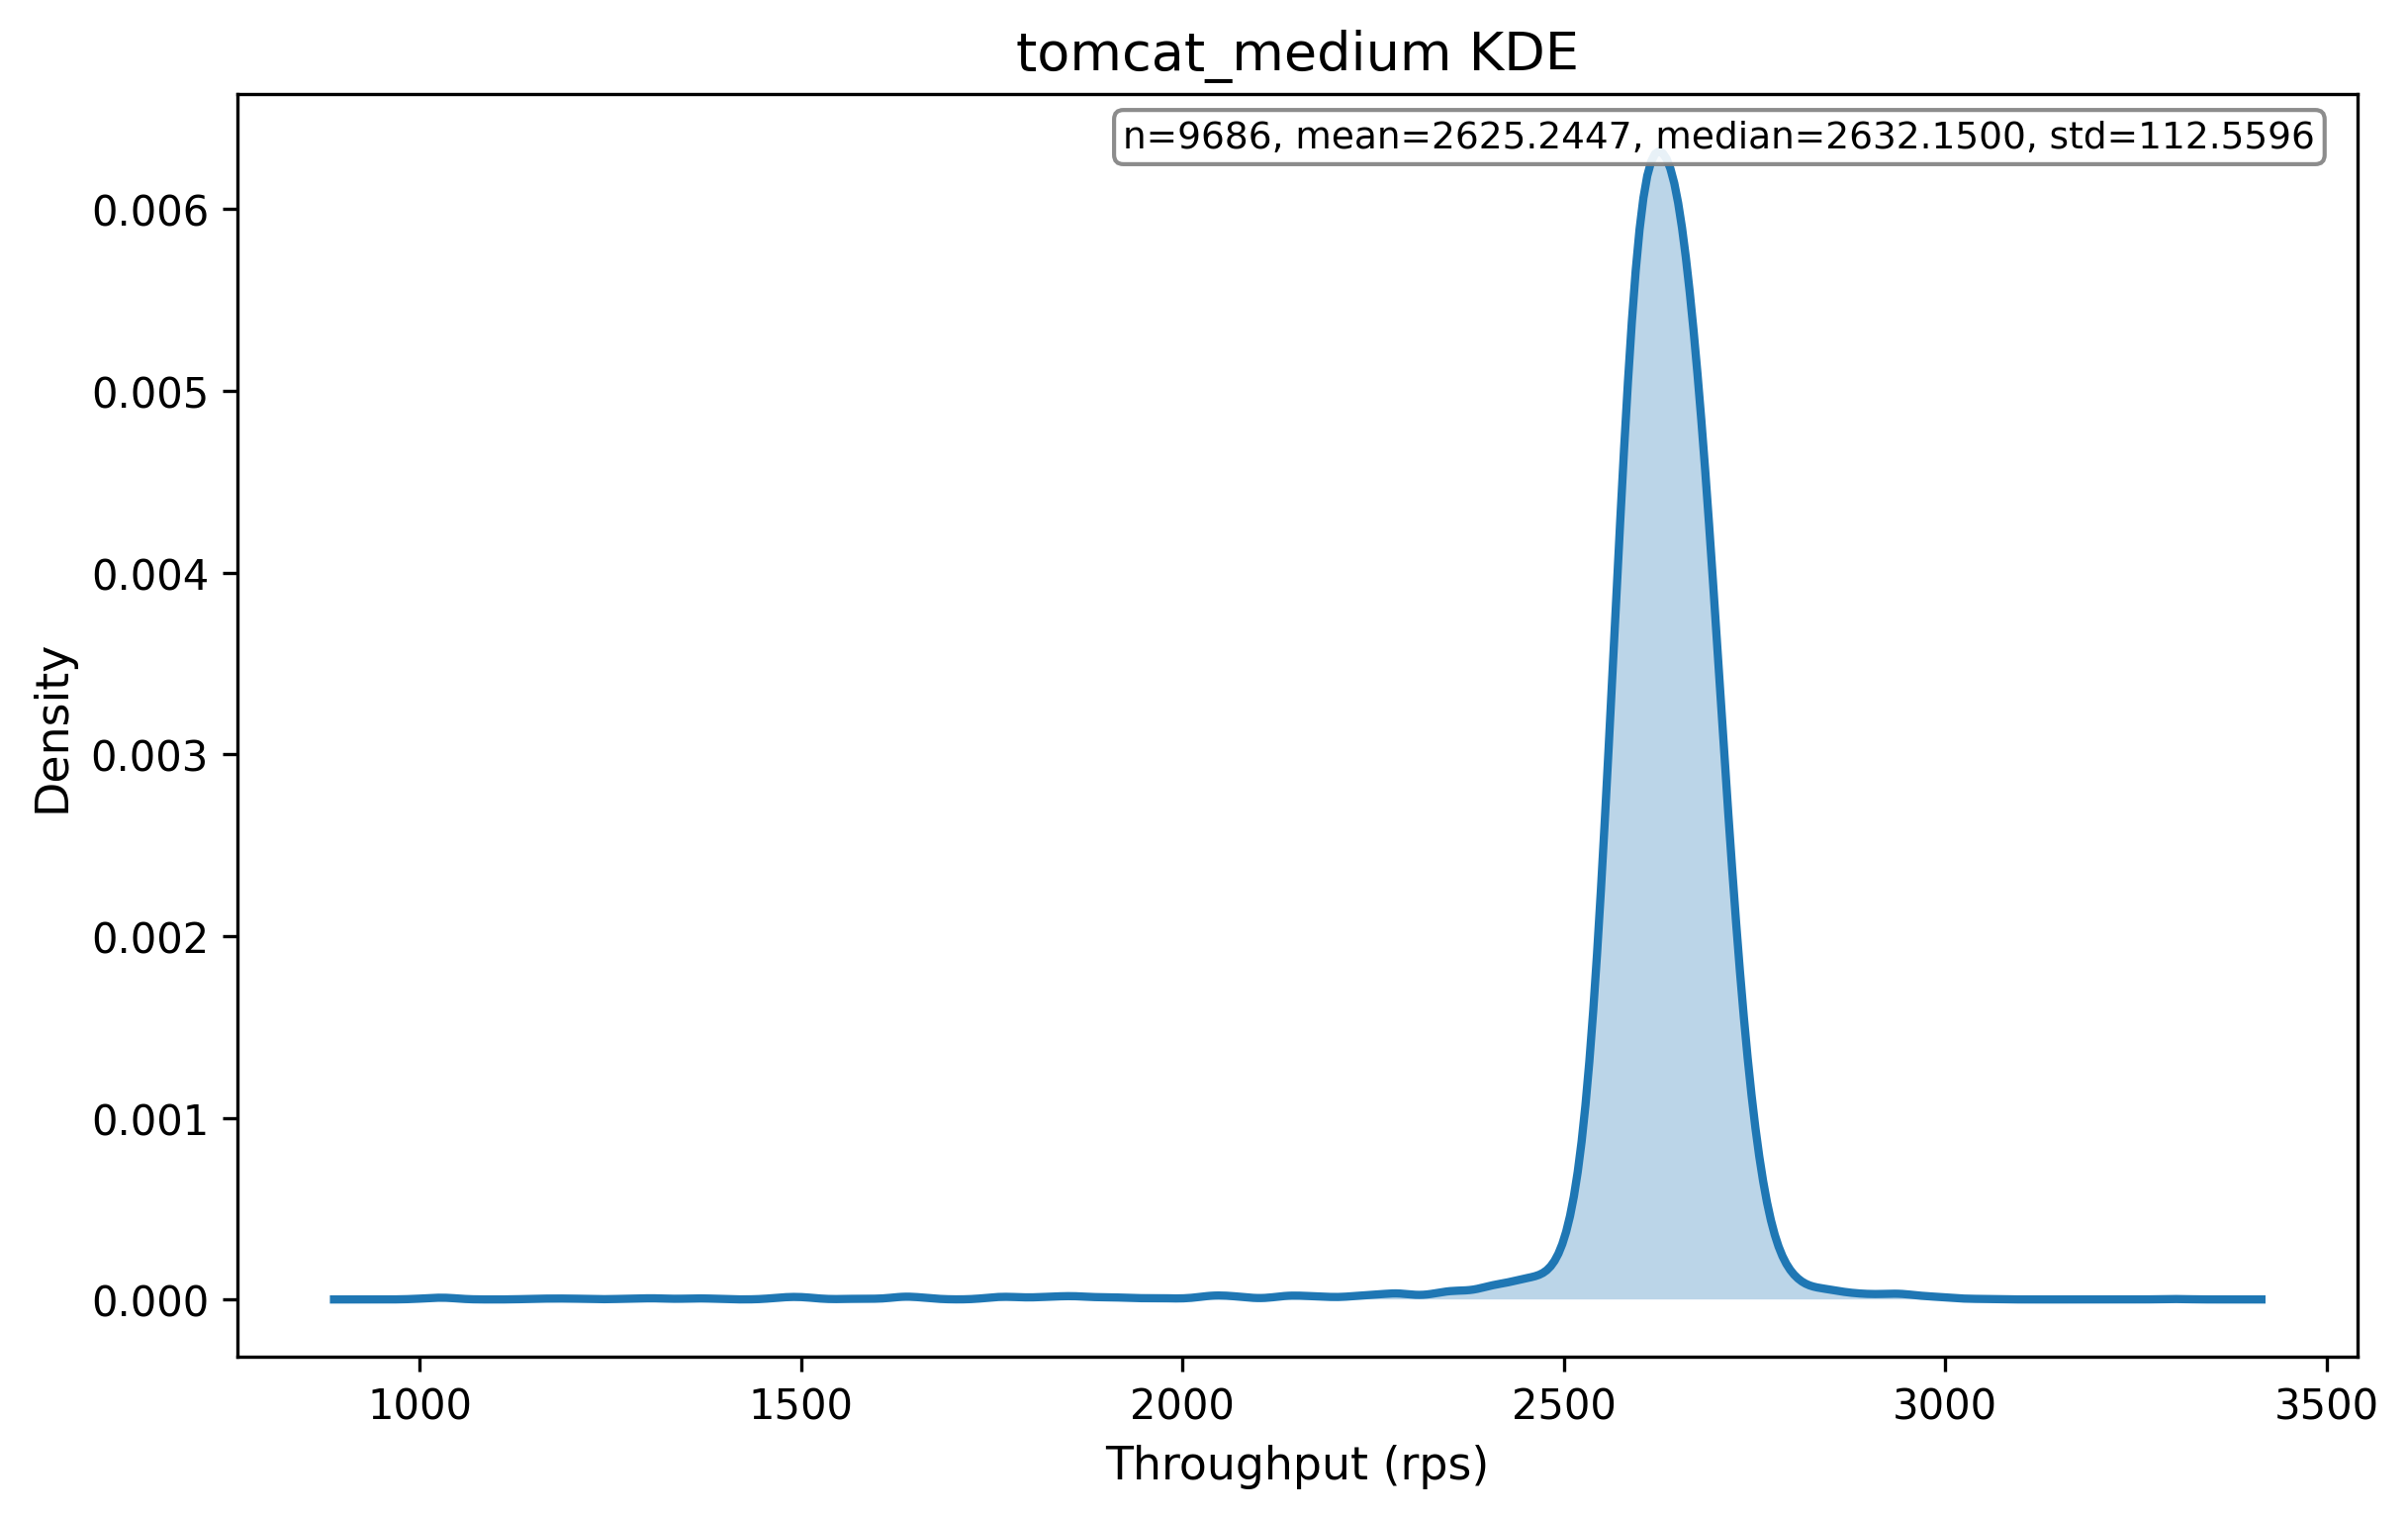 tomcat_medium KDE
n=9686, mean=2625.2447, median=2632.1500, std=112.5596
0.006
0.005
0.004
0.003
0.002
0.001
0.000
Density
1000 1500 2000 2500 3000 3500
Throughput (rps)